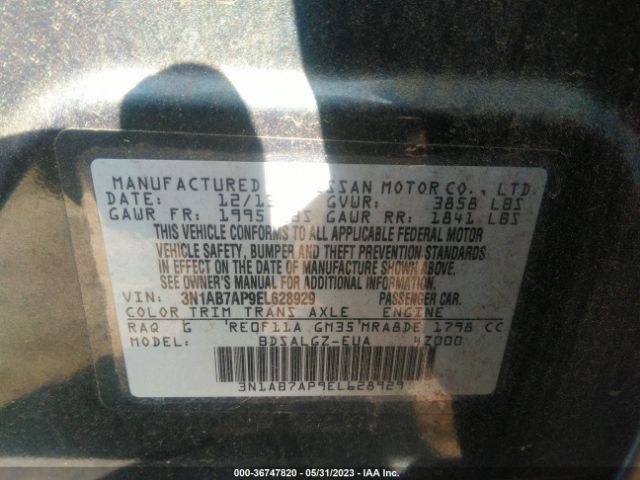 MANUFACTURED SSAN MOTOR CO., LTD.
DATE: 12/13 GVWR: 3858 LBS
GAWR FR: 1995 LBS GAWR RR: 1841 LBS
THIS VEHICLE CONFORMS TO ALL APPLICABLE FEDERAL MOTOR
VEHICLE SAFETY, BUMPER AND THEFT PREVENTION STANDARDS
IN EFFECT ON THE DATE OF MANUFACTURE SHOWN ABOVE.
SEE OWNER'S MANUAL FOR ADDITIONAL INFORMATION.
VIN: 3N1AB7AP9EL628929 PASSENGER CAR.
COLOR TRIM TRANS AXLE ENGINE
RAQ G RE0F11A GM35 MRA8DE 1798 CC
MODEL: BDSALGZ-EUA 4Z000
3N1AB7AP9EL628929
000-36747820 - 05/31/2023 - IAA Inc.